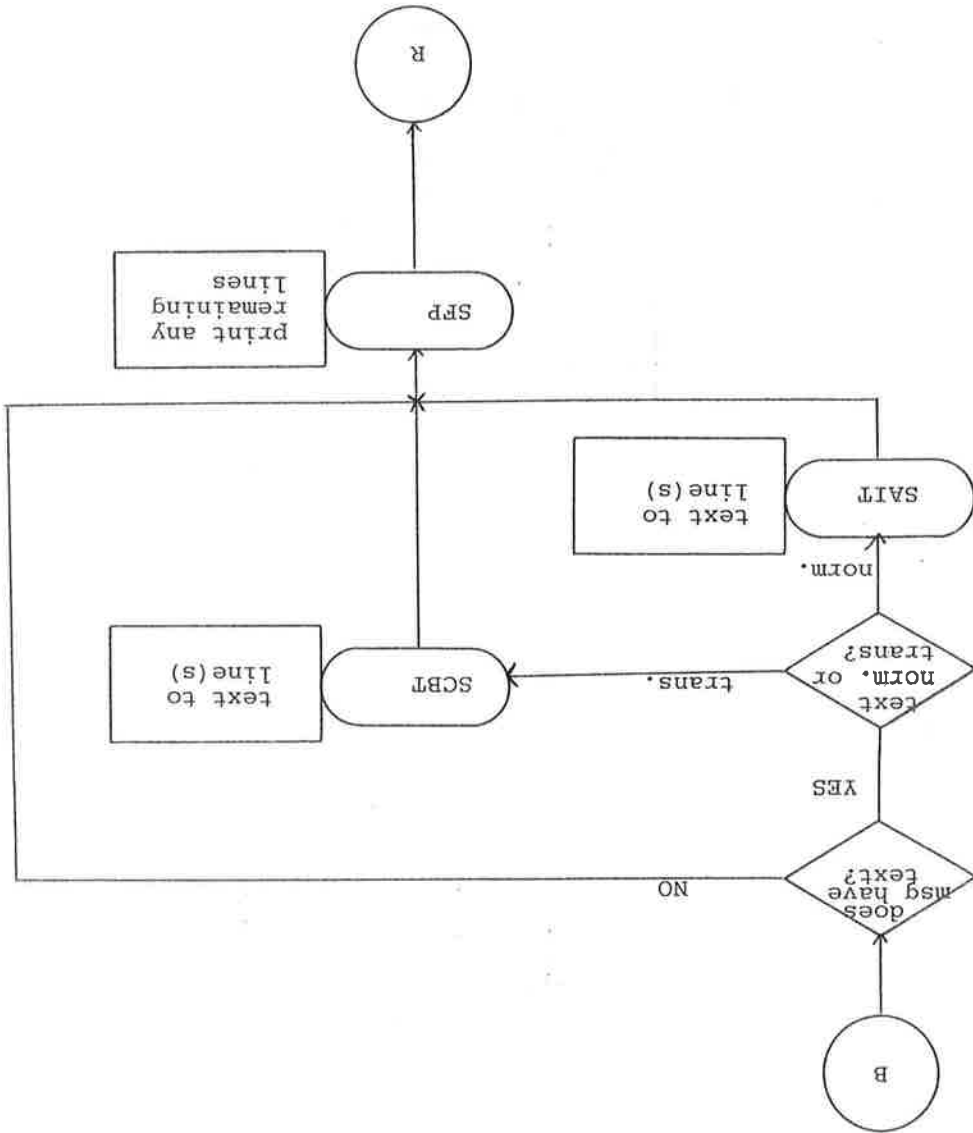 B
does
msg have
text?
NO
YES
text
norm. or
trans?
trans.
SCBT
text to
line(s)
norm.
SAIT
text to
line(s)
SFP
print any
remaining
lines
R